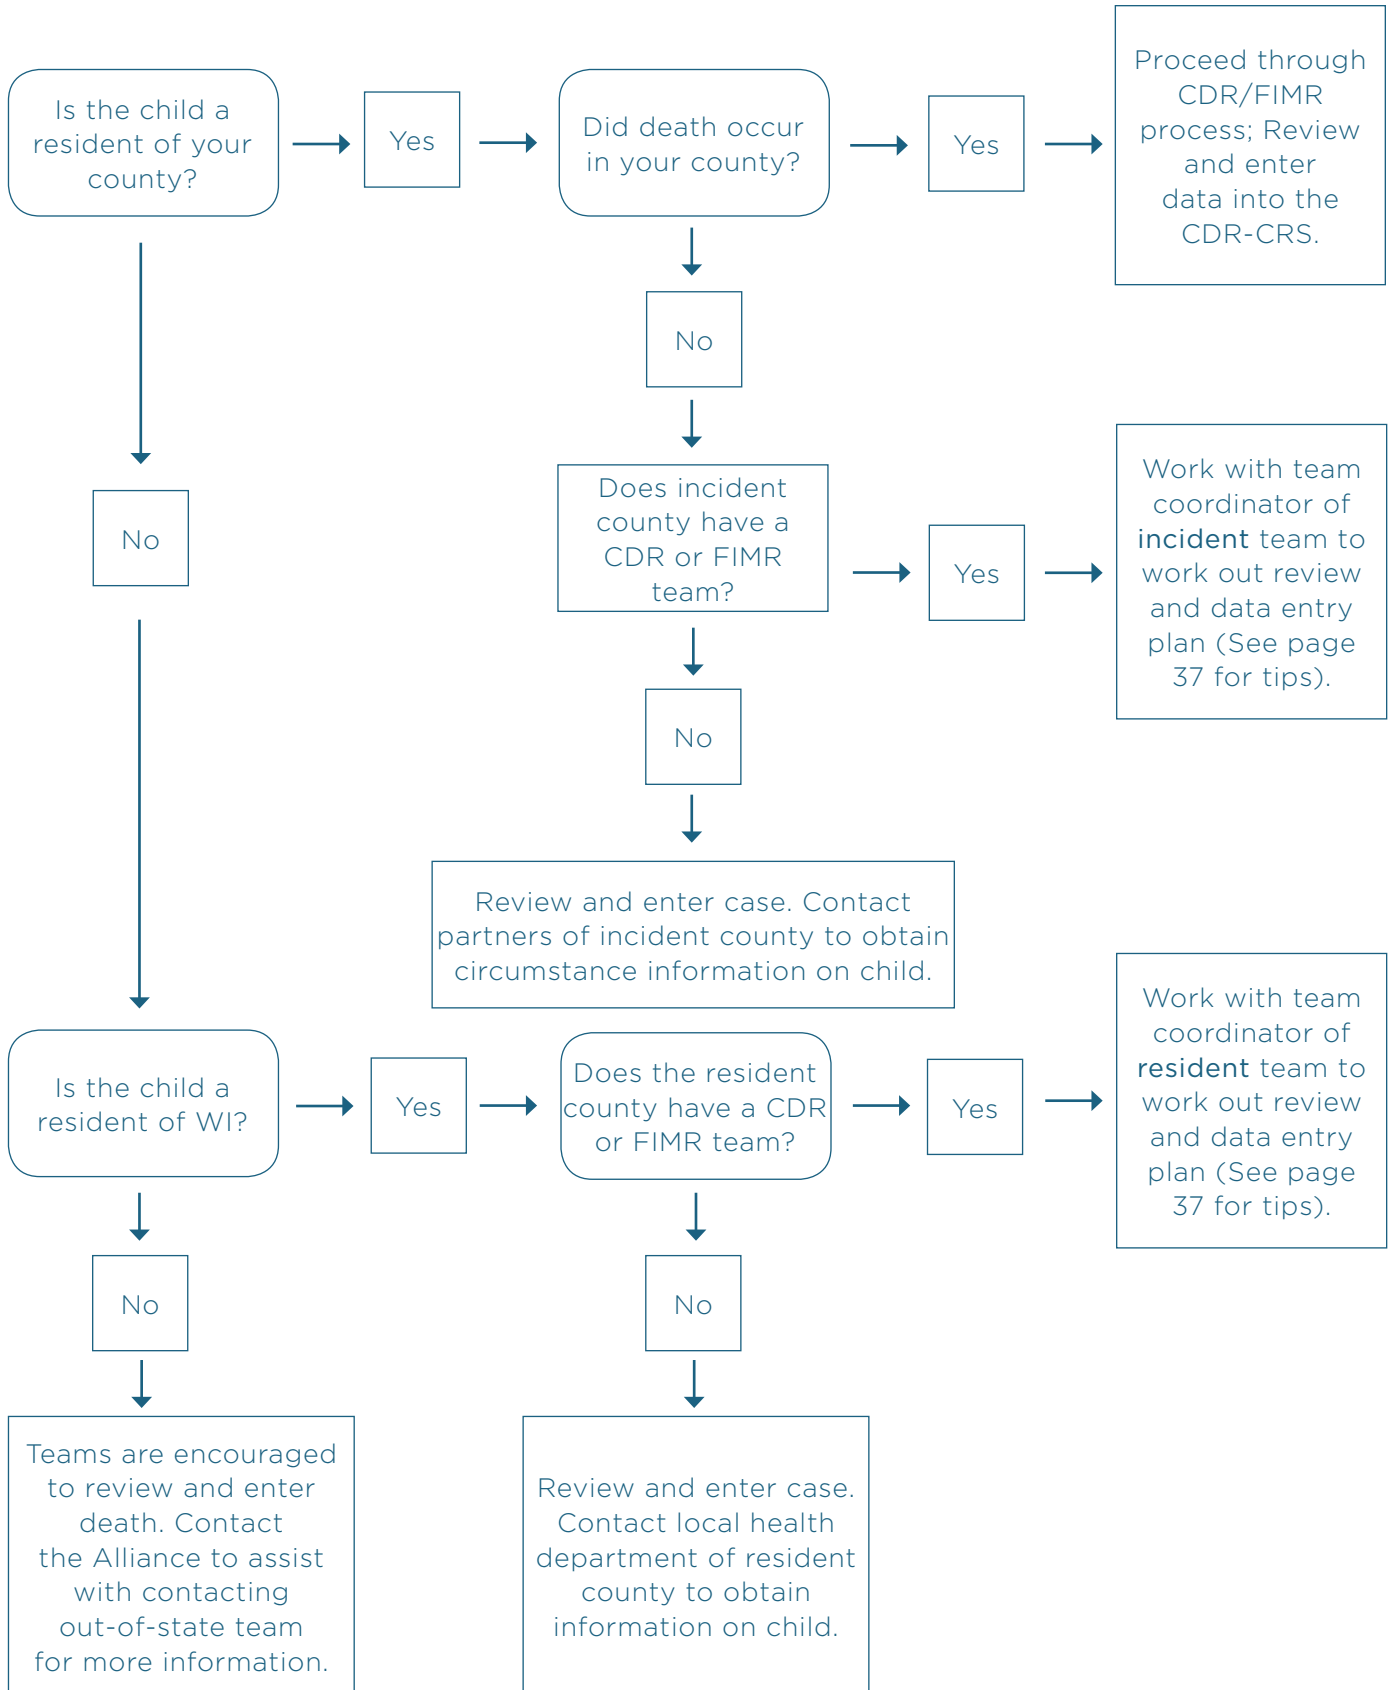 Is the child a
resident of your
county?
Yes
Did death occur
in your county?
Yes
Proceed through
CDR/FIMR
process; Review
and enter
data into the
CDR-CRS.
No
Does incident
county have a
CDR or FIMR
team?
Yes
Work with team
coordinator of
incident team to
work out review
and data entry
plan (See page
37 for tips).
No
No
Review and enter case. Contact
partners of incident county to obtain
circumstance information on child.
Is the child a
resident of WI?
Yes
Does the resident
county have a CDR
or FIMR team?
Yes
Work with team
coordinator of
resident team to
work out review
and data entry
plan (See page
37 for tips).
No
No
Teams are encouraged
to review and enter
death. Contact
the Alliance to assist
with contacting
out-of-state team
for more information.
Review and enter case.
Contact local health
department of resident
county to obtain
information on child.